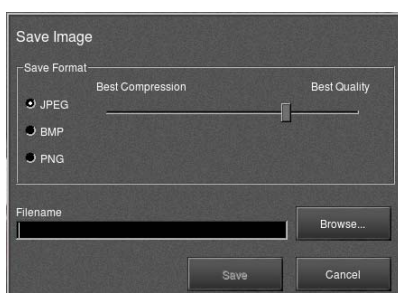 Save Image
Save Format
Best Compression Best Quality
JPEG
BMP
PNG
Filename
Browse...
Save Cancel